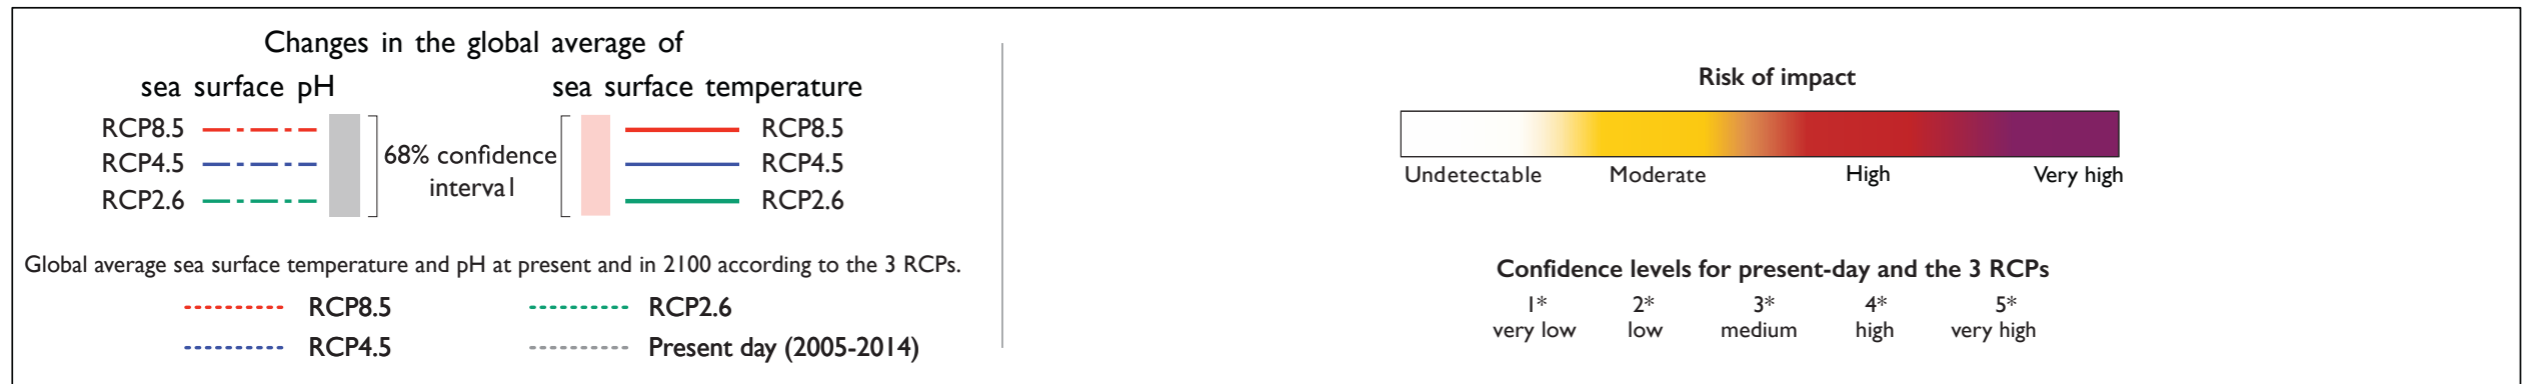 Changes in the global average of
sea surface pH
sea surface temperature
RCP8.5
RCP8.5
RCP4.5
68% confidence
interval
RCP4.5
RCP2.6
RCP2.6
Global average sea surface temperature and pH at present and in 2100 according to the 3 RCPs.
RCP8.5
RCP2.6
RCP4.5
Present day (2005-2014)
Risk of impact
Undetectable Moderate High Very high
Confidence levels for present-day and the 3 RCPs
1* 2* 3* 4* 5*
very low low medium high very high